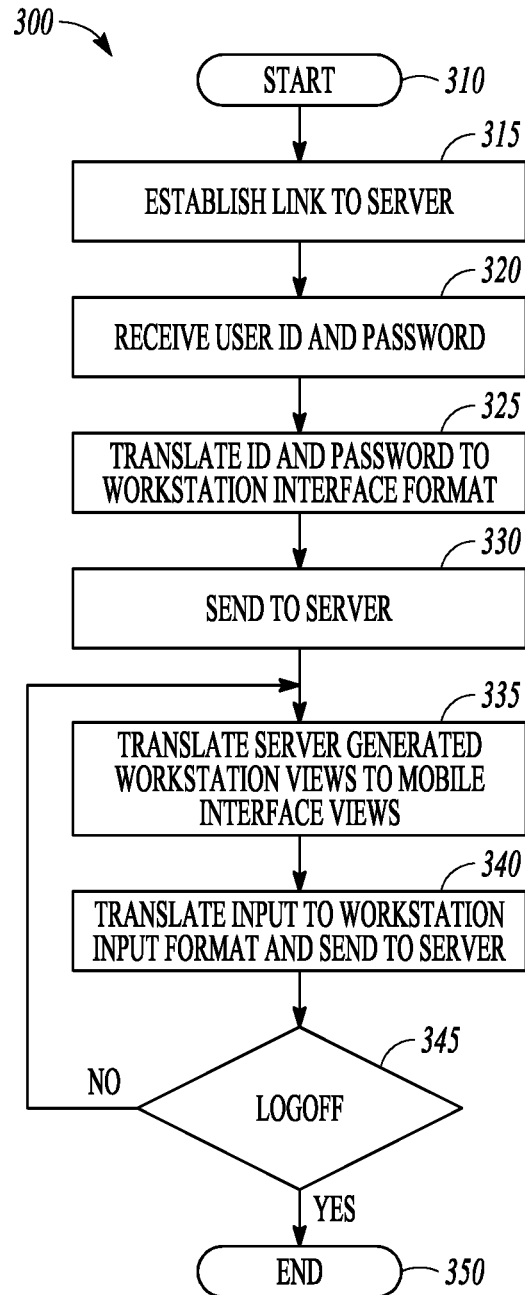 300
START
310
315
ESTABLISH LINK TO SERVER
320
RECEIVE USER ID AND PASSWORD
325
TRANSLATE ID AND PASSWORD TO
WORKSTATION INTERFACE FORMAT
330
SEND TO SERVER
335
TRANSLATE SERVER GENERATED
WORKSTATION VIEWS TO MOBILE
INTERFACE VIEWS
340
TRANSLATE INPUT TO WORKSTATION
INPUT FORMAT AND SEND TO SERVER
345
NO
LOGOFF
YES
END
350